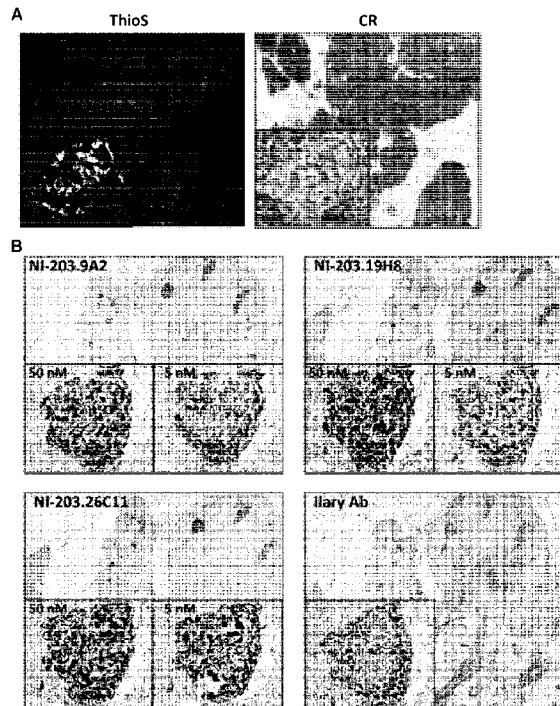 A
ThioS
CR
B
NI-203.9A2
NI-203.19H8
50 nM
5 nM
50 nM
5 nM
NI-203.26C11
IIary Ab
50 nM
5 nM